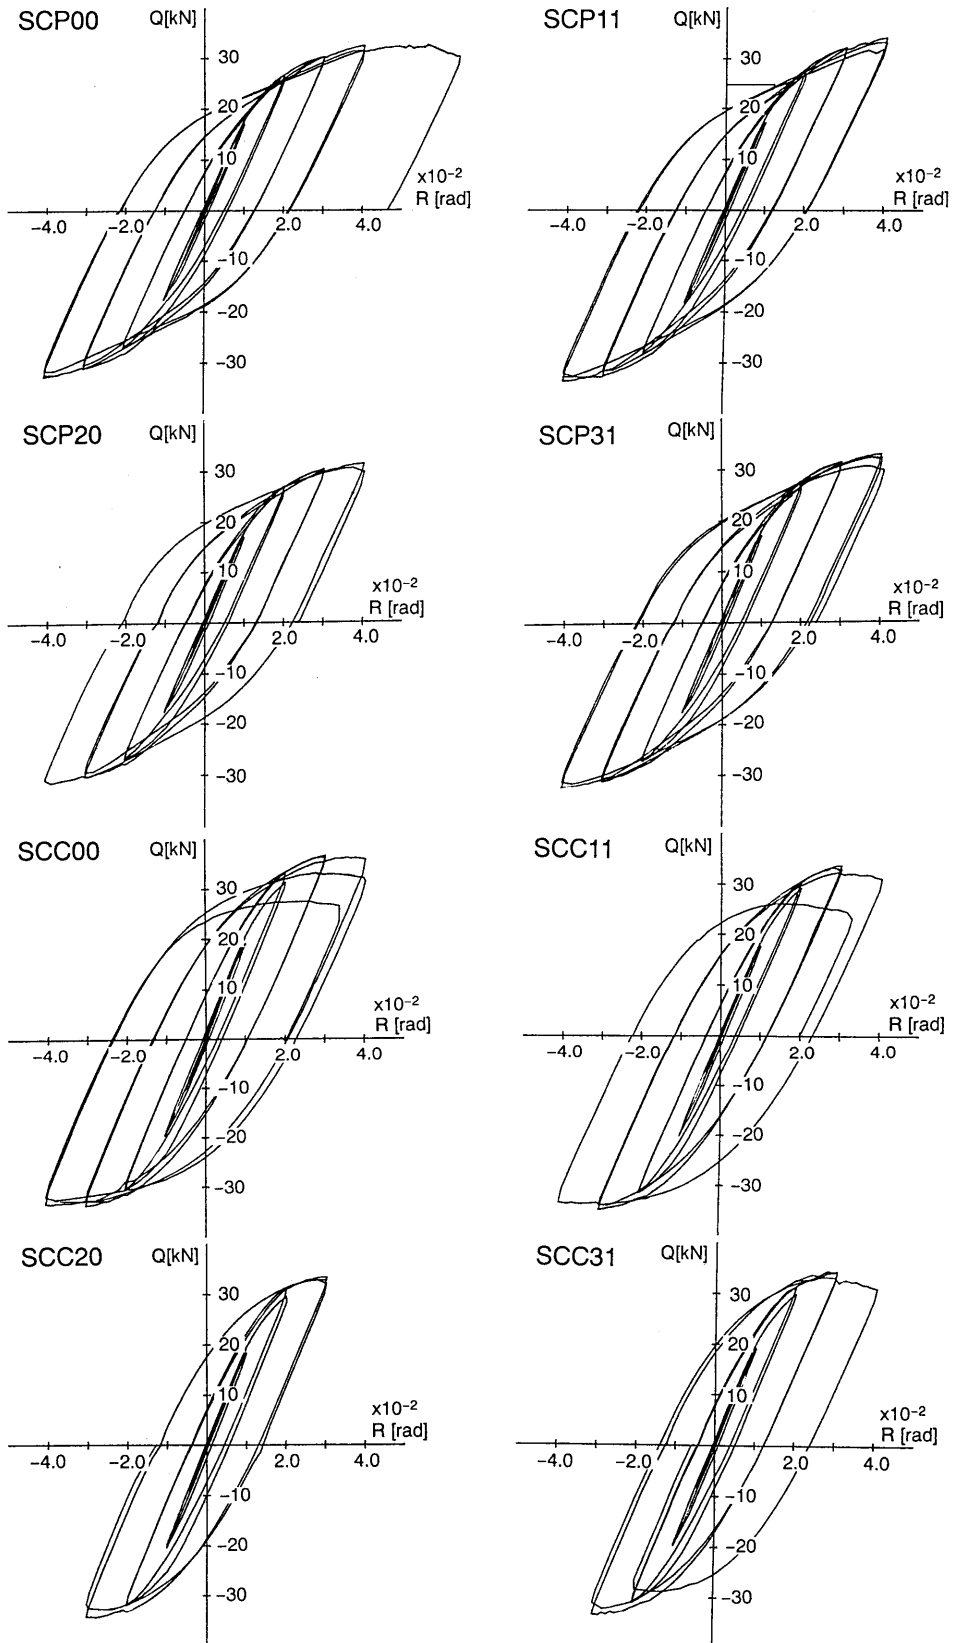 SCP00 Q[kN]
30
20
10
x10⁻² R [rad]
−4.0 −2.0 2.0 4.0
−10
−20
−30
SCP11 Q[kN]
30
20
10
x10⁻² R [rad]
−4.0 −2.0 2.0 4.0
−10
−20
−30
SCP20 Q[kN]
30
20
10
x10⁻² R [rad]
−4.0 −2.0 2.0 4.0
−10
−20
−30
SCP31 Q[kN]
30
20
10
x10⁻² R [rad]
−4.0 −2.0 2.0 4.0
−10
−20
−30
SCC00 Q[kN]
30
20
10
x10⁻² R [rad]
−4.0 −2.0 2.0 4.0
−10
−20
−30
SCC11 Q[kN]
30
20
10
x10⁻² R [rad]
−4.0 −2.0 2.0 4.0
−10
−20
−30
SCC20 Q[kN]
30
20
10
x10⁻² R [rad]
−4.0 −2.0 2.0 4.0
−10
−20
−30
SCC31 Q[kN]
30
20
10
x10⁻² R [rad]
−4.0 −2.0 2.0 4.0
−10
−20
−30